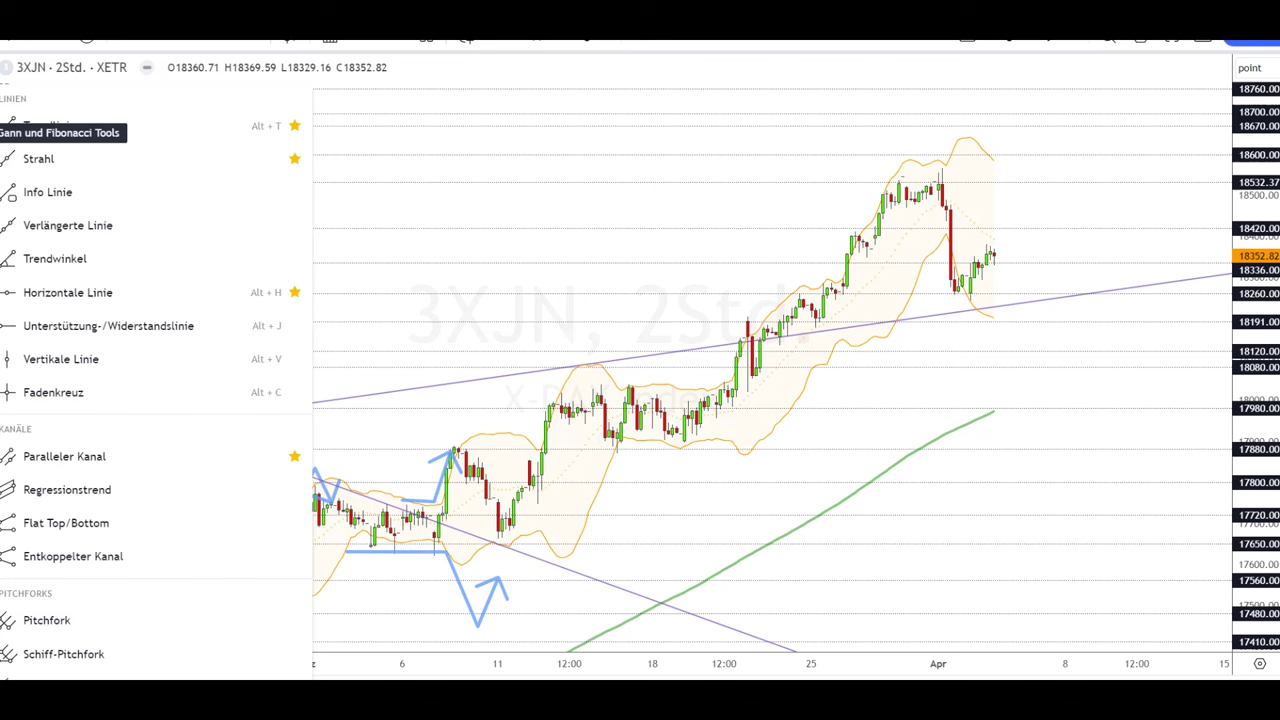 3XJN · 2Std. · XETR
O18360.71 H18369.59 L18329.16 C18352.82
point
LINIEN
Alt + T
Gann und Fibonacci Tools
Strahl
Info Linie
Verlängerte Linie
Trendwinkel
Horizontale Linie Alt + H
Unterstützung-/Widerstandslinie Alt + J
Vertikale Linie Alt + V
Fadenkreuz Alt + C
KANÄLE
Paralleler Kanal
Regressionstrend
Flat Top/Bottom
Entkoppelter Kanal
PITCHFORKS
Pitchfork
Schiff-Pitchfork
3XJN, 2Std.
18760.00
18700.00
18670.00
18600.00
18532.37
18500.00
18420.00
18352.82
18336.00
18260.00
18191.00
18120.00
18080.00
17980.00
17880.00
17800.00
17720.00
17650.00
17600.00
17560.00
17480.00
17410.00
6 11 12:00 18 12:00 25 Apr 8 12:00 15